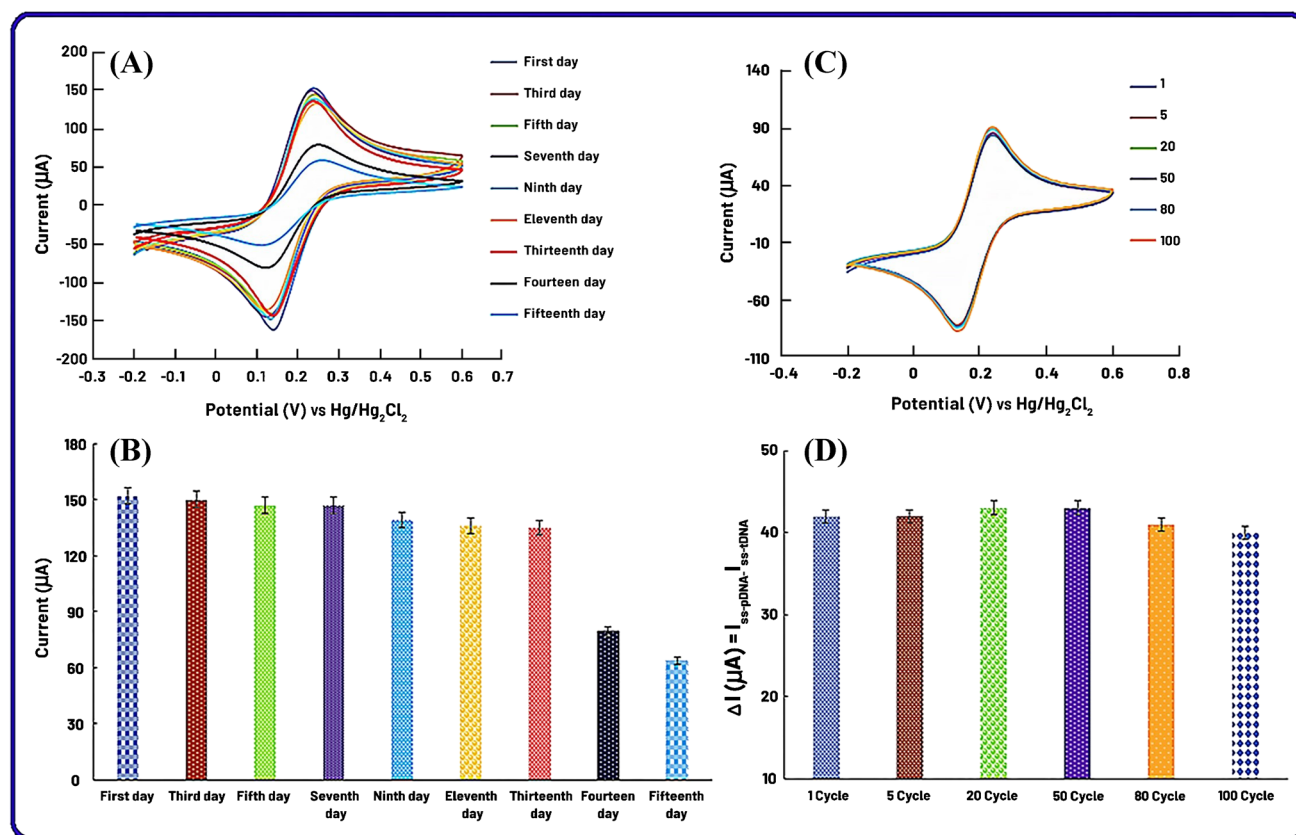 (A)
200
150
100
50
0
-50
-100
-150
-200
Current (µA)
-0.3 -0.2 -0.1 0 0.1 0.2 0.3 0.4 0.5 0.6 0.7
Potential (V) vs Hg/Hg2Cl2
First day
Third day
Fifth day
Seventh day
Ninth day
Eleventh day
Thirteenth day
Fourteen day
Fifteenth day
(C)
140
90
40
-10
-60
-110
Current (µA)
-0.4 -0.2 0 0.2 0.4 0.6 0.8
Potential (V) vs Hg/Hg2Cl2
1
5
20
50
80
100
(B)
180
150
120
90
60
30
0
Current (µA)
First day Third day Fifth day Seventh day Ninth day Eleventh day Thirteenth day Fourteen day Fifteenth day
(D)
50
40
30
20
10
Δ I (µA) = Iss-pDNA- Iss-tDNA
1 Cycle 5 Cycle 20 Cycle 50 Cycle 80 Cycle 100 Cycle